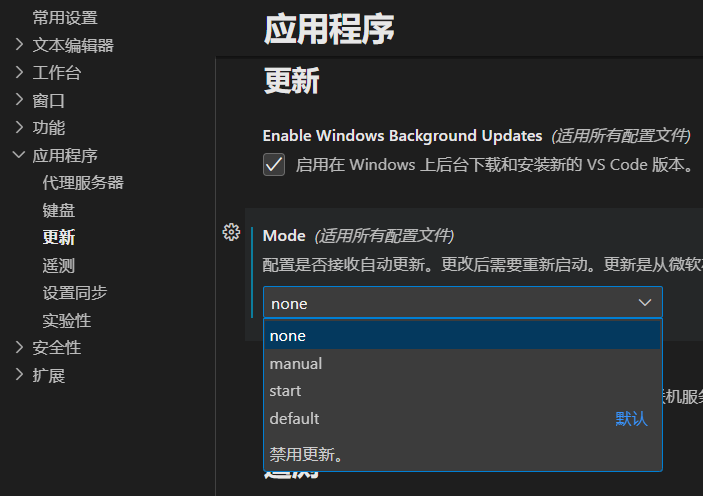 常用设置
文本编辑器
工作台
窗口
功能
应用程序
代理服务器
键盘
更新
遥测
设置同步
实验性
安全性
扩展
应用程序
更新
Enable Windows Background Updates (适用所有配置文件)
启用在 Windows 上后台下载和安装新的 VS Code 版本。
Mode (适用所有配置文件)
配置是否接收自动更新。更改后需要重新启动。更新是从微软
none
none
manual
start
default 默认
禁用更新。
机服务